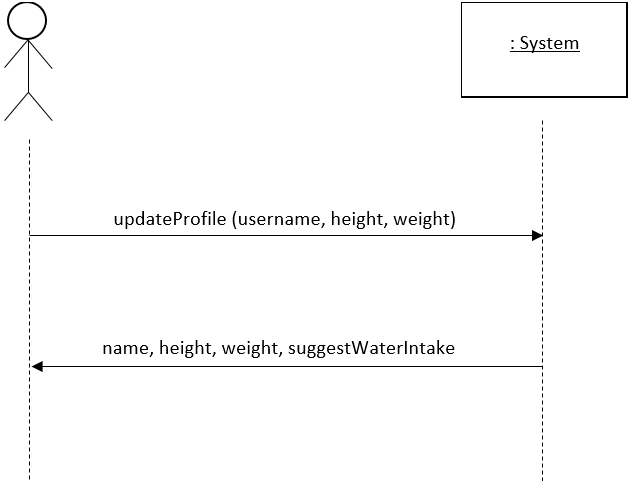 : System
updateProfile (username, height, weight)
name, height, weight, suggestWaterIntake